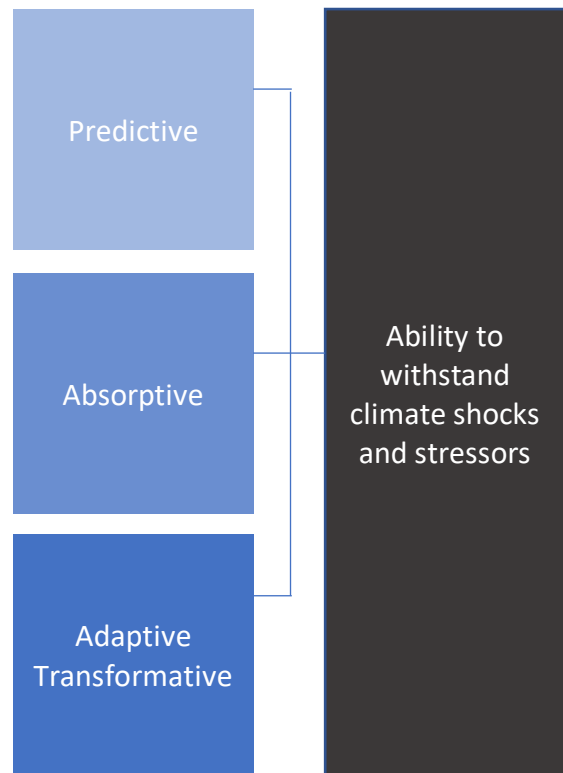 Predictive
Absorptive
Adaptive
Transformative
Ability to
withstand
climate shocks
and stressors